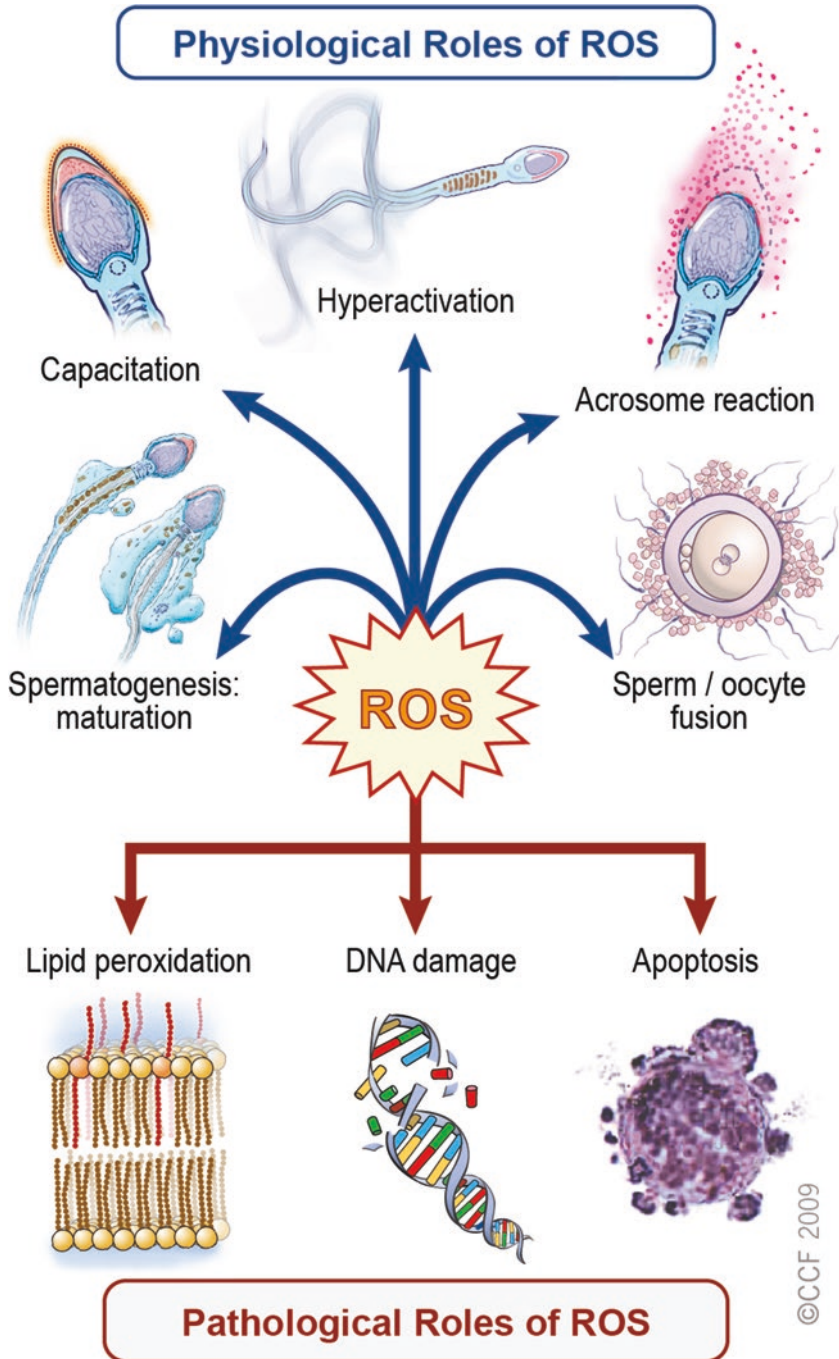 Physiological Roles of ROS
Hyperactivation
Capacitation
Acrosome reaction
Spermatogenesis:
maturation
Sperm / oocyte
fusion
ROS
Lipid peroxidation
DNA damage
Apoptosis
©CCF 2009
Pathological Roles of ROS